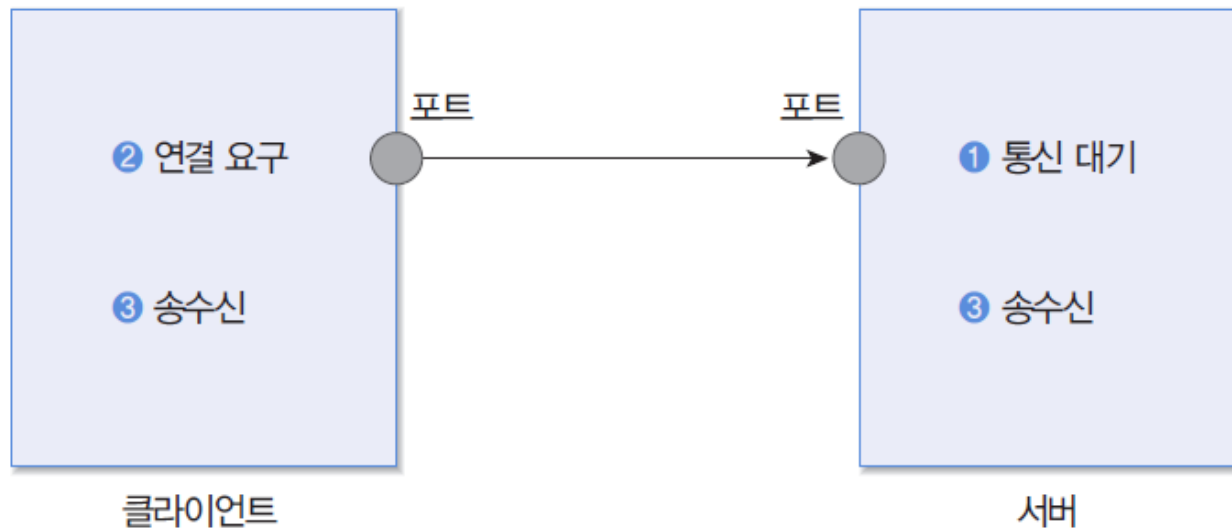 포트
포트
❷ 연결 요구
❶ 통신 대기
❸ 송수신
❸ 송수신
클라이언트
서버